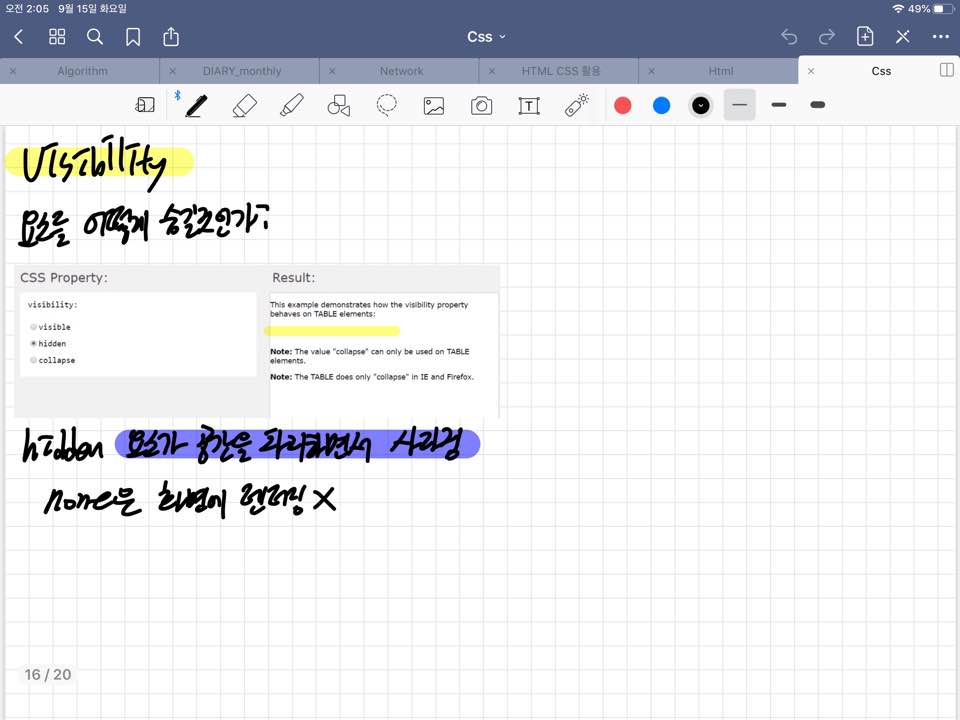 오전 2:05 9월 15일 화요일 49%
Css
Algorithm DIARY_monthly Network HTML CSS 활용 Html Css
T
Visibility
요소를 어떻게 숨길것인가?
CSS Property: Result:
visibility:
visible
hidden
collapse
This example demonstrates how the visibility property
behaves on TABLE elements:
Note: The value "collapse" can only be used on TABLE
elements.
Note: The TABLE does only "collapse" in IE and Firefox.
hidden 요소가 공간을 차지하면서 사라짐
none은 화면에 렌더링 X
16 / 20